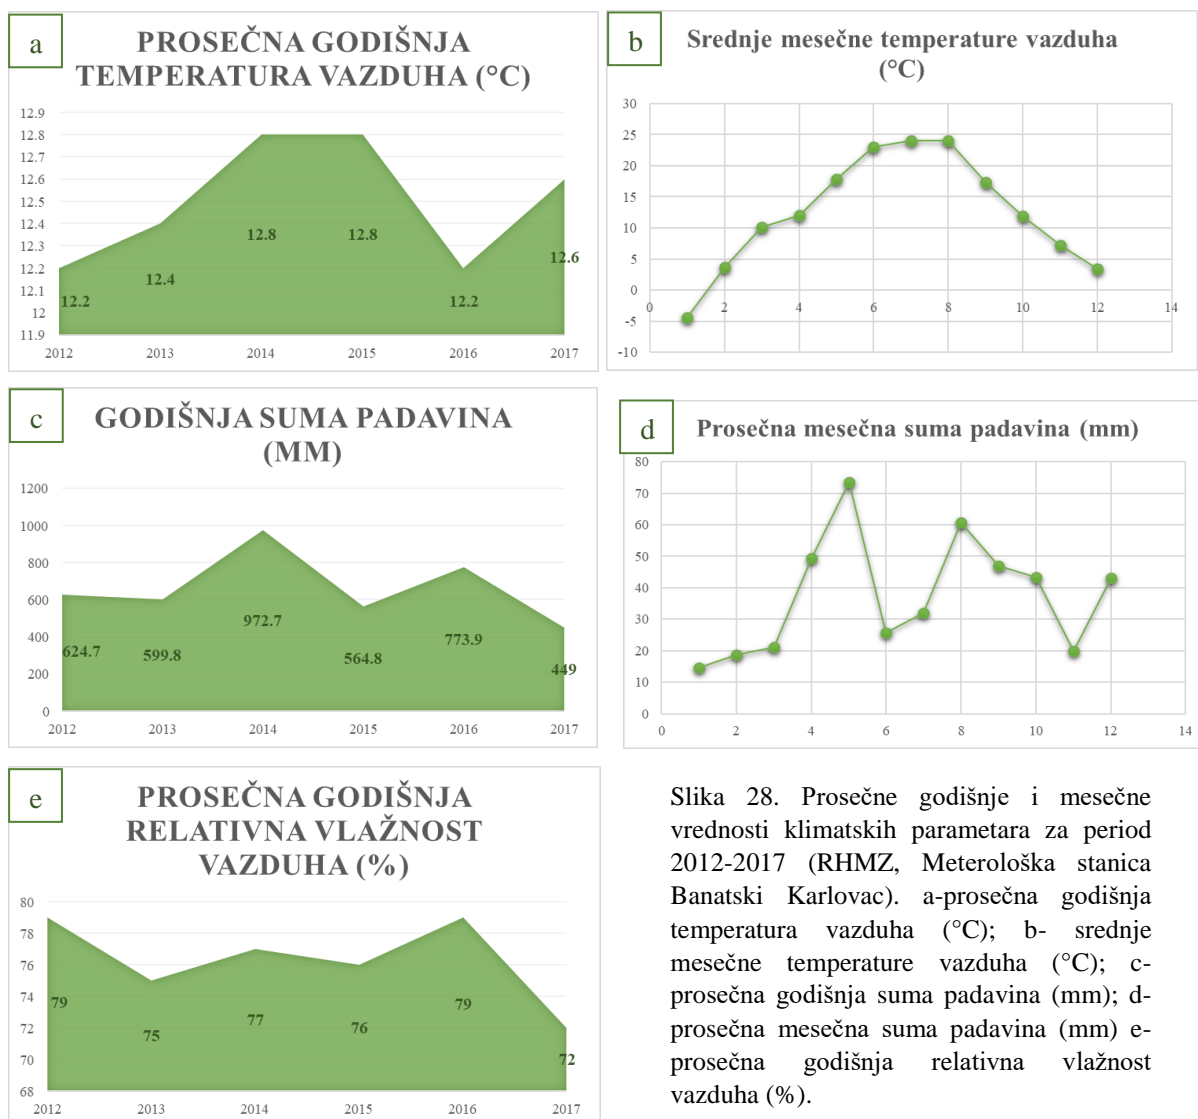 a
PROSEČNA GODIŠNJA
TEMPERATURA VAZDUHA (°C)
12.9
12.8
12.7
12.6
12.5
12.4
12.3
12.2
12.1
12
11.9
12.2
12.4
12.8
12.8
12.2
12.6
2012 2013 2014 2015 2016 2017
b
Srednje mesečne temperature vazduha
(°C)
30
25
20
15
10
5
0
-5
-10
0 2 4 6 8 10 12 14
c
GODIŠNJA SUMA PADAVINA
(MM)
1200
1000
800
600
400
200
0
624.7
599.8
972.7
564.8
773.9
449
2012 2013 2014 2015 2016 2017
d
Prosečna mesečna suma padavina (mm)
80
70
60
50
40
30
20
10
0
0 2 4 6 8 10 12 14
e
PROSEČNA GODIŠNJA
RELATIVNA VLAŽNOST
VAZDUHA (%)
80
78
76
74
72
70
68
79
75
77
76
79
72
2012 2013 2014 2015 2016 2017
Slika 28. Prosečne godišnje i mesečne
vrednosti klimatskih parametara za period
2012-2017 (RHMZ, Meterološka stanica
Banatski Karlovac). a-prosečna godišnja
temperatura vazduha (°C); b- srednje
mesečne temperature vazduha (°C); c-
prosečna godišnja suma padavina (mm); d-
prosečna mesečna suma padavina (mm) e-
prosečna godišnja relativna vlažnost
vazduha (%).